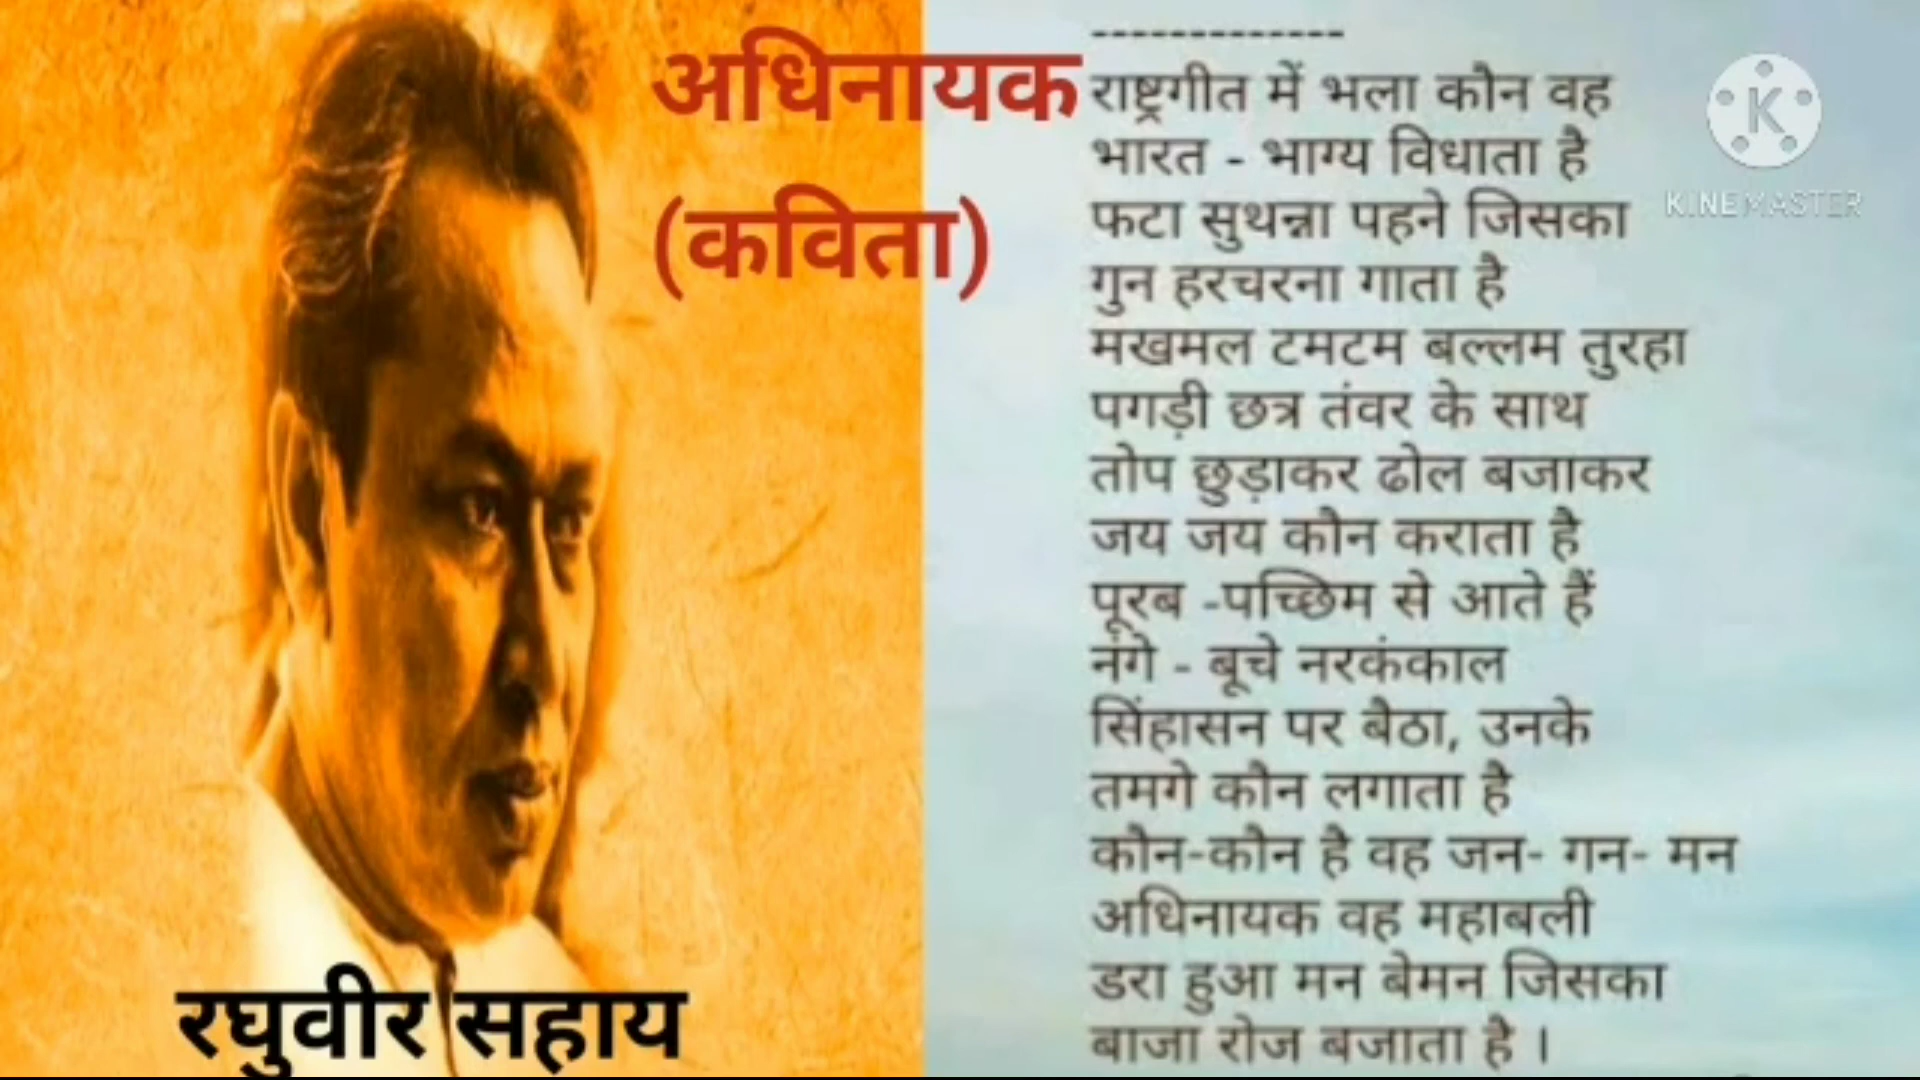 अधिनायक
(कविता)
रघुवीर सहाय
-------------
राष्ट्रगीत में भला कौन वह
भारत - भाग्य विधाता है
फटा सुथन्ना पहने जिसका
गुन हरचरना गाता है
मखमल टमटम बल्लम तुरहा
पगड़ी छत्र तंवर के साथ
तोप छुड़ाकर ढोल बजाकर
जय जय कौन कराता है
पूरब -पच्छिम से आते हैं
नंगे - बूचे नरकंकाल
सिंहासन पर बैठा, उनके
तमगे कौन लगाता है
कौन-कौन है वह जन- गन- मन
अधिनायक वह महाबली
डरा हुआ मन बेमन जिसका
बाजा रोज बजाता है ।
K
KINEMASTER